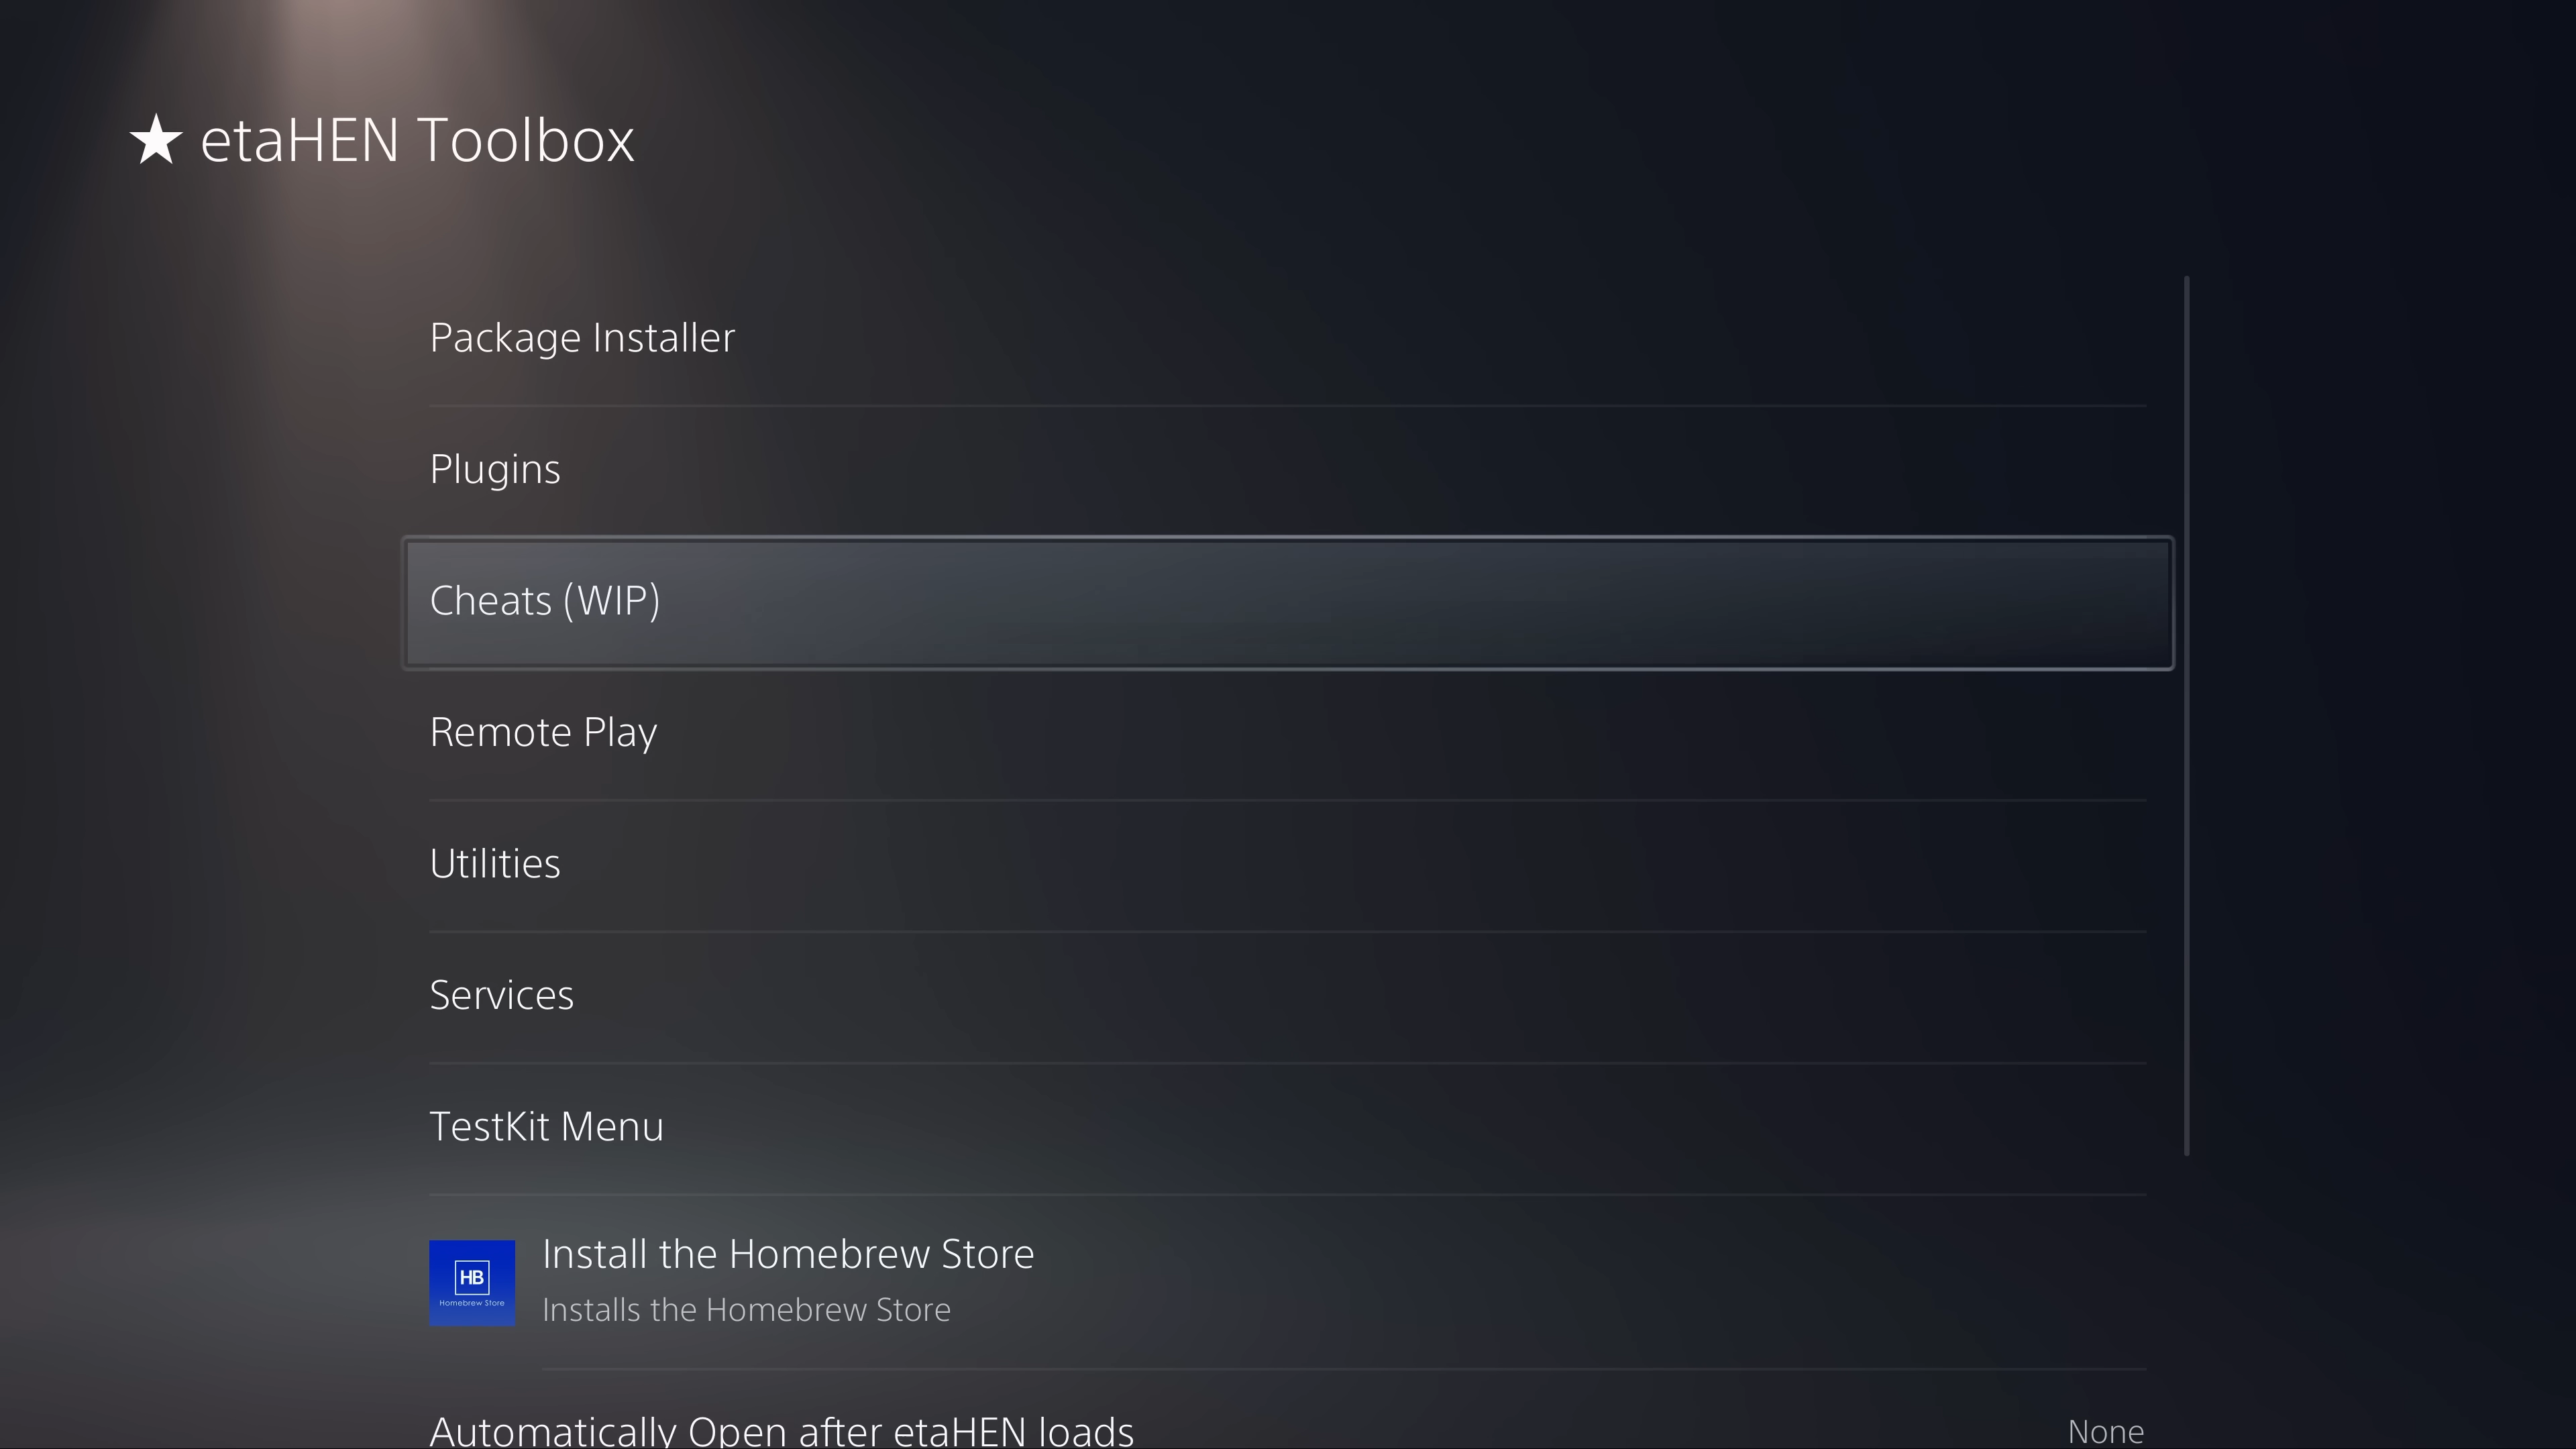 ★ etaHEN Toolbox
Package Installer
Plugins
Cheats (WIP)
Remote Play
Utilities
Services
TestKit Menu
HB
Homebrew Store
Install the Homebrew Store
Installs the Homebrew Store
Automatically Open after etaHEN loads
None